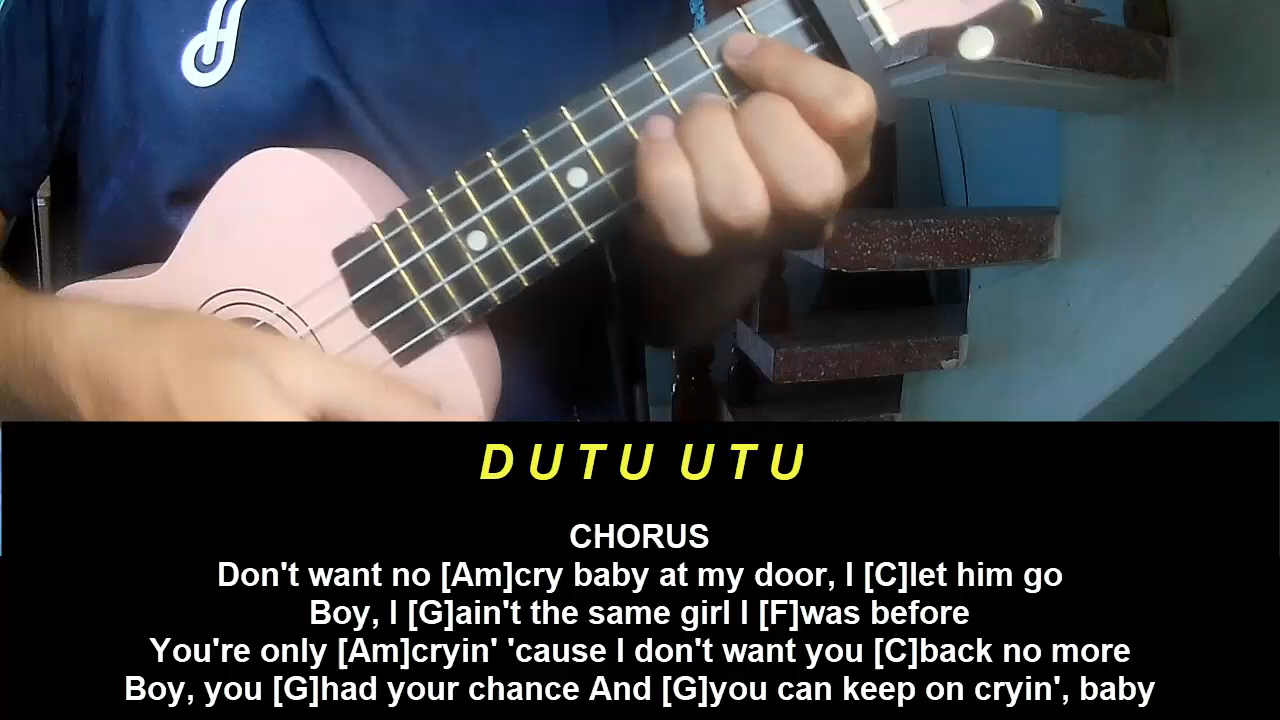 D U T U U T U
CHORUS
Don't want no [Am]cry baby at my door, I [C]let him go
Boy, I [G]ain't the same girl I [F]was before
You're only [Am]cryin' 'cause I don't want you [C]back no more
Boy, you [G]had your chance And [G]you can keep on cryin', baby